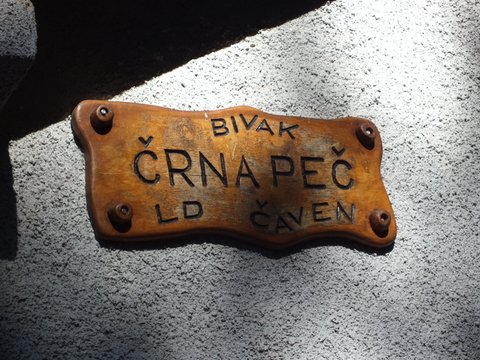 BIVAK
ČRNA PEČ
LD ČAVEN